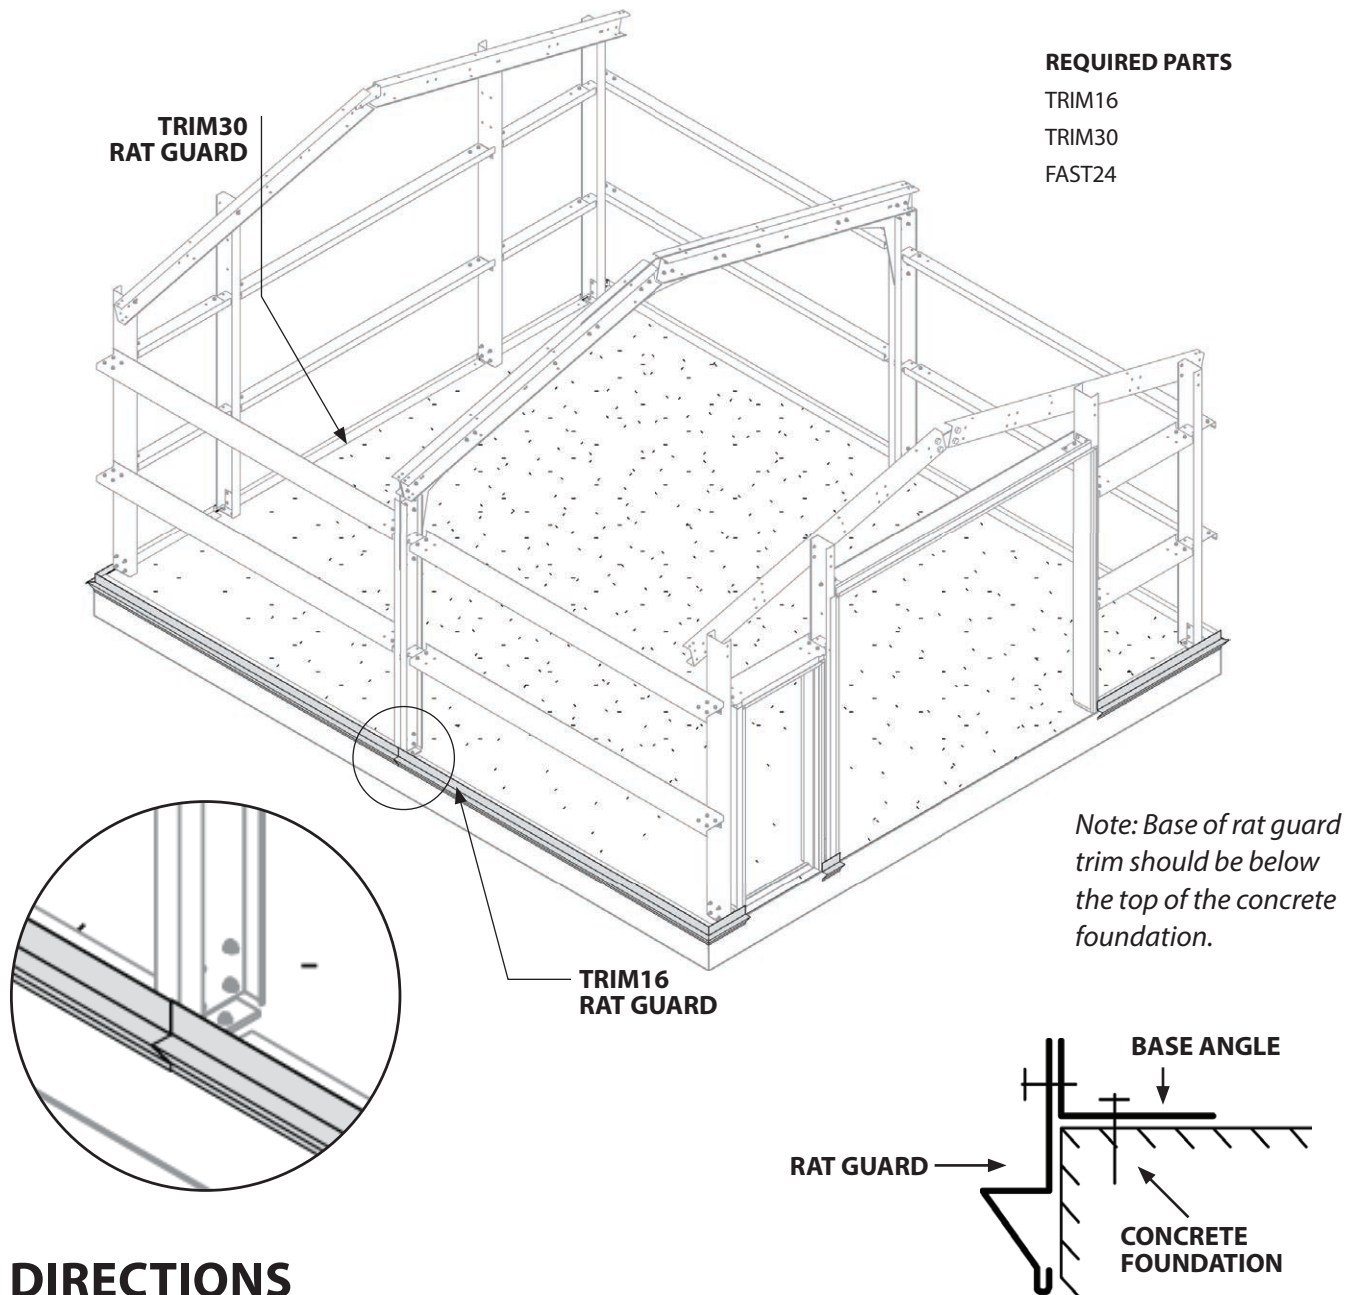 REQUIRED PARTS
TRIM16
TRIM30
FAST24
TRIM30
RAT GUARD
Note: Base of rat guard
trim should be below
the top of the concrete
foundation.
TRIM16
RAT GUARD
BASE ANGLE
RAT GUARD
CONCRETE
FOUNDATION
DIRECTIONS